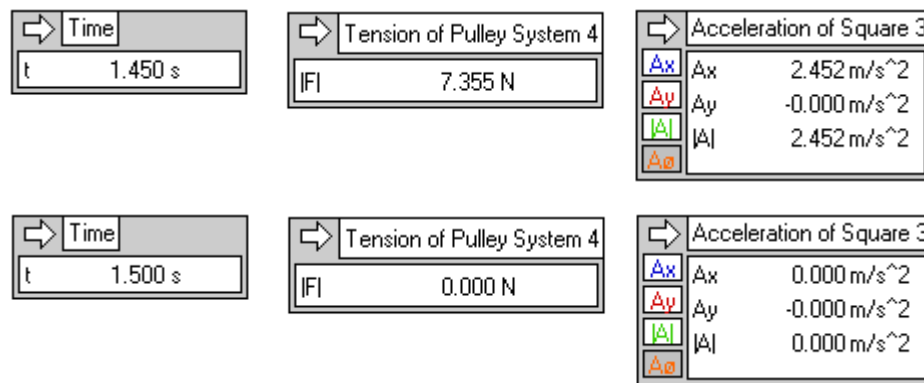 Time
t 1.450 s
Tension of Pulley System 4
|F| 7.355 N
Acceleration of Square 3
Ax Ax 2.452 m/s^2
Ay Ay -0.000 m/s^2
|A| |A| 2.452 m/s^2
Aø
Time
t 1.500 s
Tension of Pulley System 4
|F| 0.000 N
Acceleration of Square 3
Ax Ax 0.000 m/s^2
Ay Ay -0.000 m/s^2
|A| |A| 0.000 m/s^2
Aø